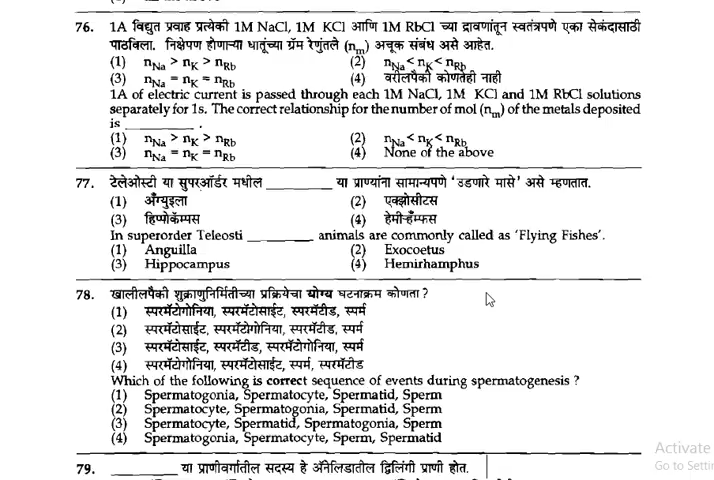 76. 1A विद्युत प्रवाह प्रत्येकी 1M NaCl, 1M KCl आणि 1M RbCl च्या द्रावणांतून स्वतंत्रपणे एका सेकंदासाठी
पाठविला. निक्षेपण होणाऱ्या धातूंच्या ग्रॅम रेणुंतले (nm) अचूक संबंध असे आहेत.
(1) nNa > nK > nRb (2) nNa < nK < nRb
(3) nNa = nK = nRb (4) वरीलपैकी कोणतेही नाही
1A of electric current is passed through each 1M NaCl, 1M KCl and 1M RbCl solutions
separately for 1s. The correct relationship for the number of mol (nm) of the metals deposited
is __________ .
(1) nNa > nK > nRb (2) nNa < nK < nRb
(3) nNa = nK = nRb (4) None of the above
77. टेलेओस्टी या सुपरऑर्डर मधील __________ या प्राण्यांना सामान्यपणे 'उडणारे मासे' असे म्हणतात.
(1) अँग्युइला (2) एक्झोसीटस
(3) हिप्पोकॅम्पस (4) हेमी-हॅम्फस
In superorder Teleosti __________ animals are commonly called as 'Flying Fishes'.
(1) Anguilla (2) Exocoetus
(3) Hippocampus (4) Hemirhamphus
78. खालीलपैकी शुक्राणुनिर्मितीच्या प्रक्रियेचा योग्य घटनाक्रम कोणता ?
(1) स्परमॅटोगोनिया, स्परमॅटोसाईट, स्परमॅटीड, स्पर्म
(2) स्परमॅटोसाईट, स्परमॅटोगोनिया, स्परमॅटीड, स्पर्म
(3) स्परमॅटोसाईट, स्परमॅटीड, स्परमॅटोगोनिया, स्पर्म
(4) स्परमॅटोगोनिया, स्परमॅटोसाईट, स्पर्म, स्परमॅटीड
Which of the following is correct sequence of events during spermatogenesis ?
(1) Spermatogonia, Spermatocyte, Spermatid, Sperm
(2) Spermatocyte, Spermatogonia, Spermatid, Sperm
(3) Spermatocyte, Spermatid, Spermatogonia, Sperm
(4) Spermatogonia, Spermatocyte, Sperm, Spermatid
Activate
Go to Settin
79. __________ या प्राणीवर्गातील सदस्य हे ॲनेलिडातील द्विलिंगी प्राणी होत.